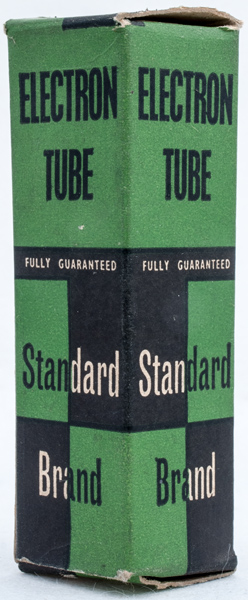 ELECTRON
TUBE
FULLY GUARANTEED
Standard
Brand
ELECTRON
TUBE
FULLY GUARANTEED
Standard
Brand